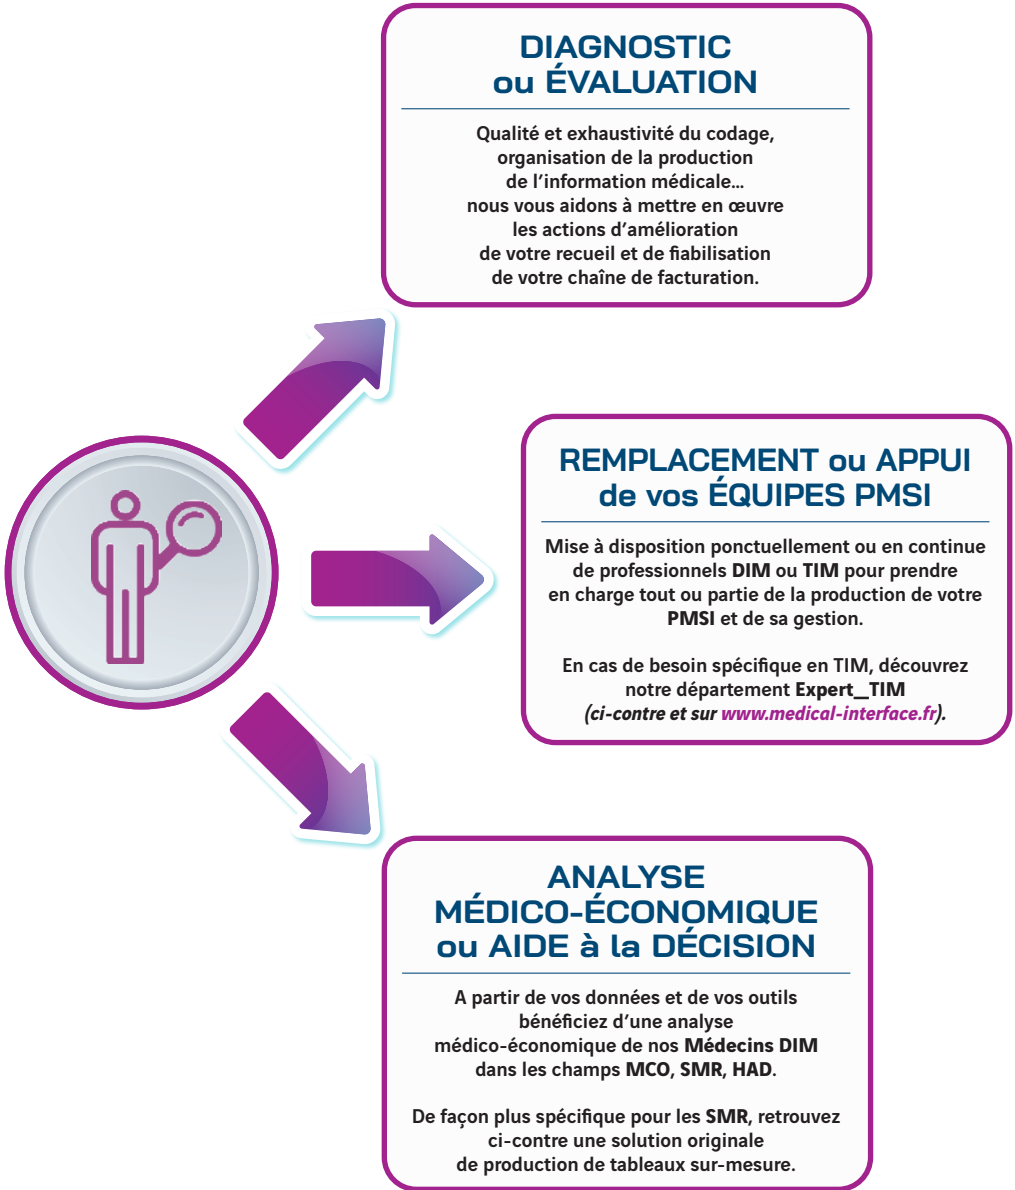 DIAGNOSTIC
ou ÉVALUATION
Qualité et exhaustivité du codage,
organisation de la production
de l'information médicale...
nous vous aidons à mettre en œuvre
les actions d'amélioration
de votre recueil et de fiabilisation
de votre chaîne de facturation.
REMPLACEMENT ou APPUI
de vos ÉQUIPES PMSI
Mise à disposition ponctuellement ou en continue
de professionnels DIM ou TIM pour prendre
en charge tout ou partie de la production de votre
PMSI et de sa gestion.
En cas de besoin spécifique en TIM, découvrez
notre département Expert_TIM
(ci-contre et sur www.medical-interface.fr).
ANALYSE
MÉDICO-ÉCONOMIQUE
ou AIDE à la DÉCISION
A partir de vos données et de vos outils
bénéficiez d'une analyse
médico-économique de nos Médecins DIM
dans les champs MCO, SMR, HAD.
De façon plus spécifique pour les SMR, retrouvez
ci-contre une solution originale
de production de tableaux sur-mesure.